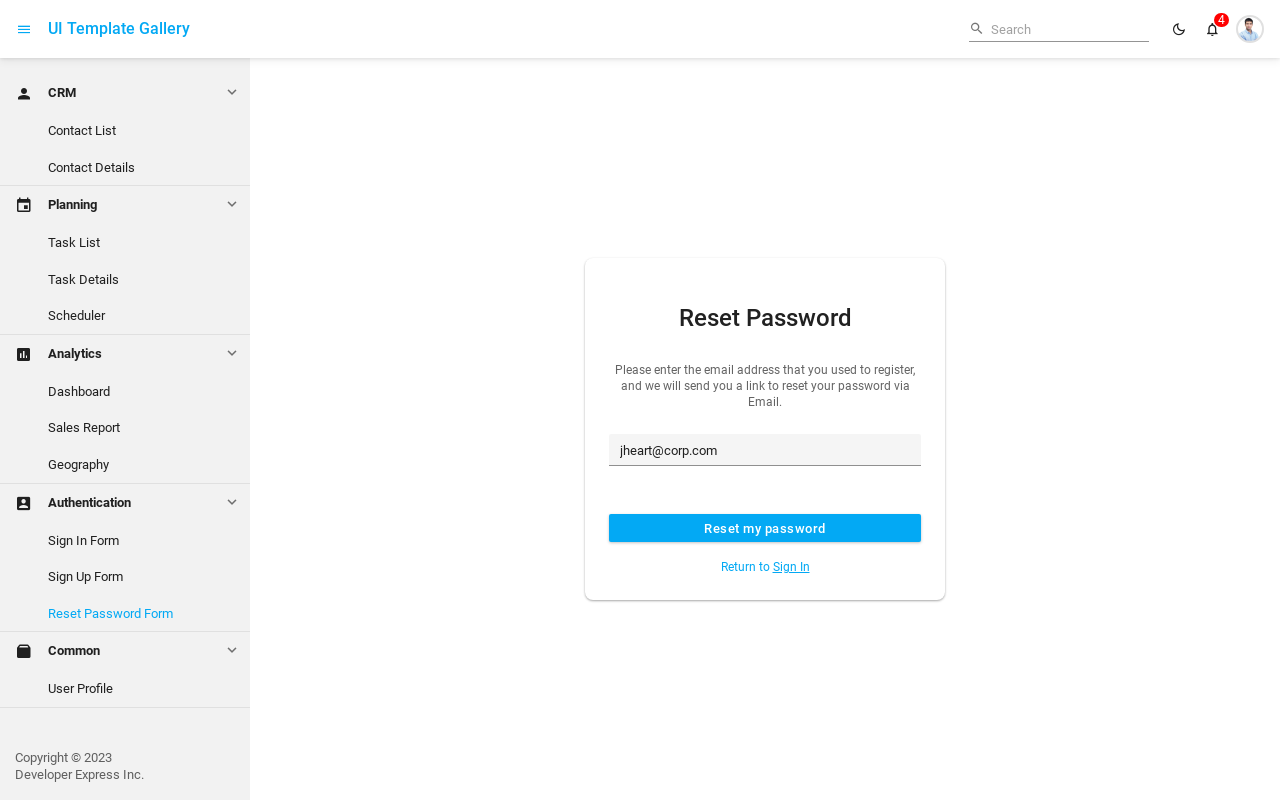 UI Template Gallery
Search
4
CRM
Contact List
Contact Details
Planning
Task List
Task Details
Scheduler
Analytics
Dashboard
Sales Report
Geography
Authentication
Sign In Form
Sign Up Form
Reset Password Form
Common
User Profile
Copyright © 2023
Developer Express Inc.
Reset Password
Please enter the email address that you used to register,
and we will send you a link to reset your password via
Email.
jheart@corp.com
Reset my password
Return to Sign In